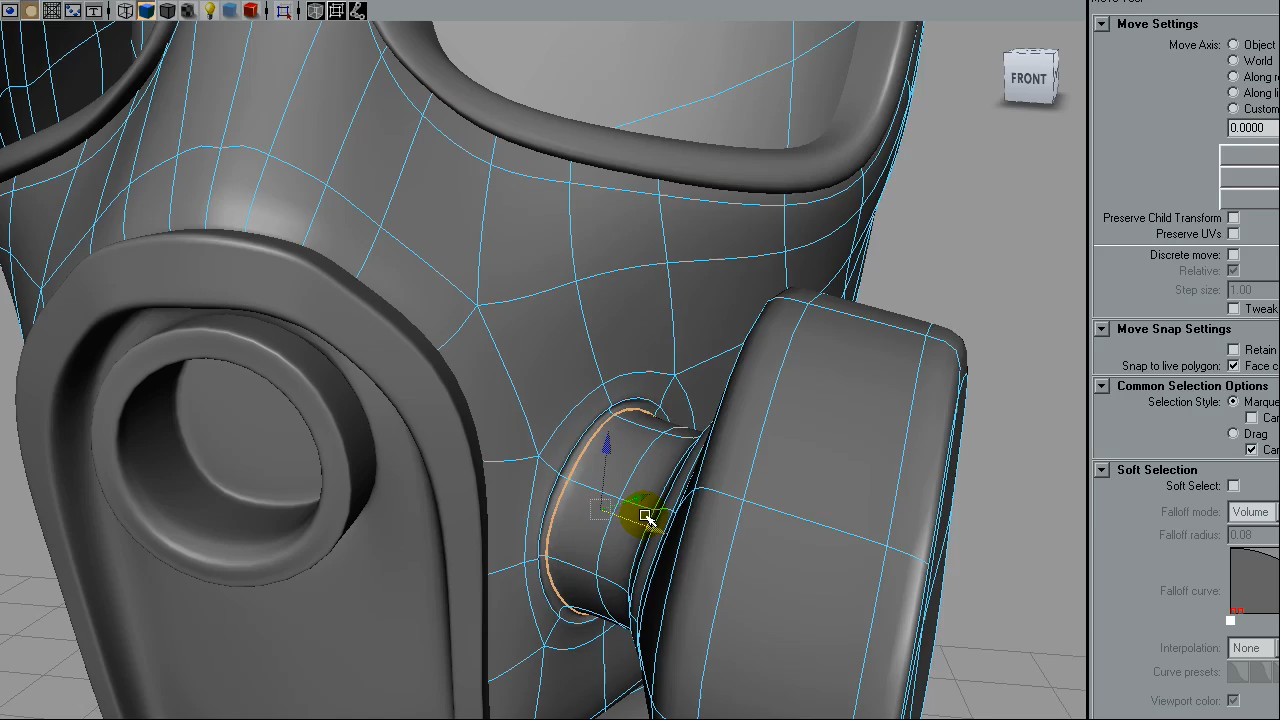 FRONT
Move Settings
Move Axis: Object
World
Along
Along
0.0000
Preserve Child Transform
Preserve UVs
Discrete move:
Relative:
Step size: 1.00
Tweak
Move Snap Settings
Retain
Snap to live polygon: Face
Common Selection Options
Selection Style:
Drag
Soft Selection
Soft Select:
Falloff mode: Volume
Falloff radius: 0.08
Falloff curve:
Interpolation: None
Curve presets:
Viewport color: